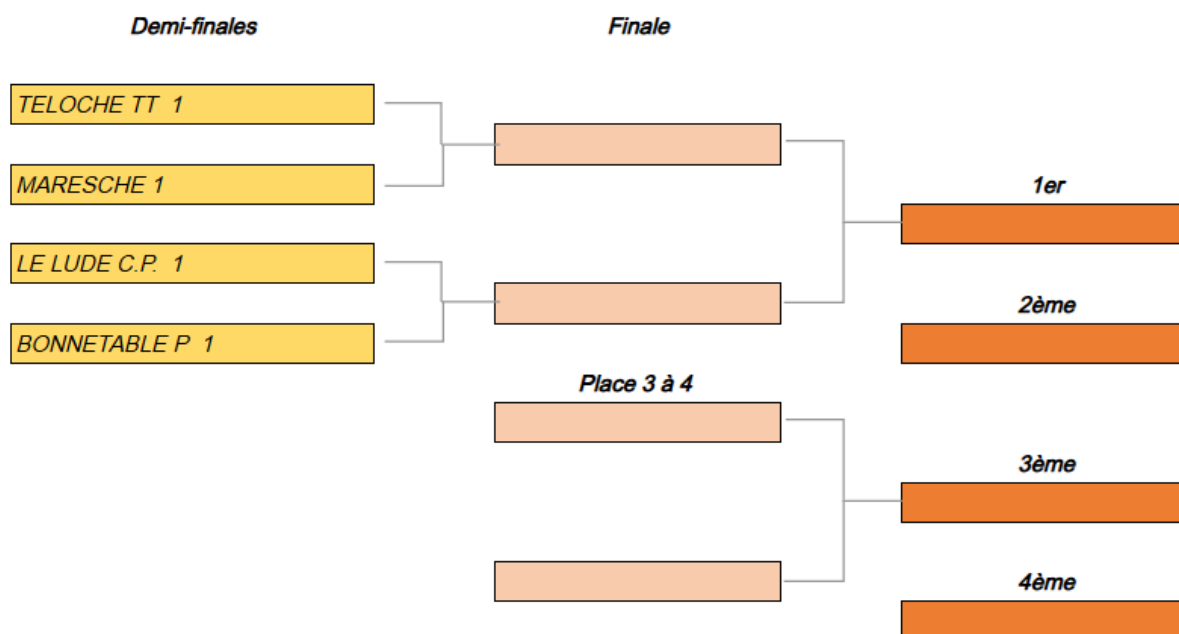 Demi-finales
Finale
TELOCHE TT 1
MARESCHE 1
1er
LE LUDE C.P. 1
2ème
BONNETABLE P 1
Place 3 à 4
3ème
4ème